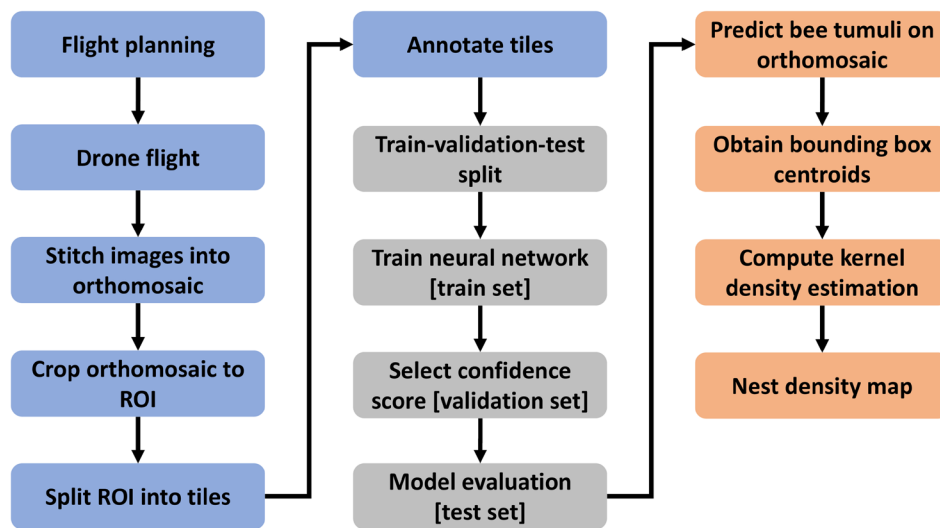 Flight planning
Drone flight
Stitch images into
orthomosaic
Crop orthomosaic to
ROI
Split ROI into tiles
Annotate tiles
Train-validation-test
split
Train neural network
[train set]
Select confidence
score [validation set]
Model evaluation
[test set]
Predict bee tumuli on
orthomosaic
Obtain bounding box
centroids
Compute kernel
density estimation
Nest density map